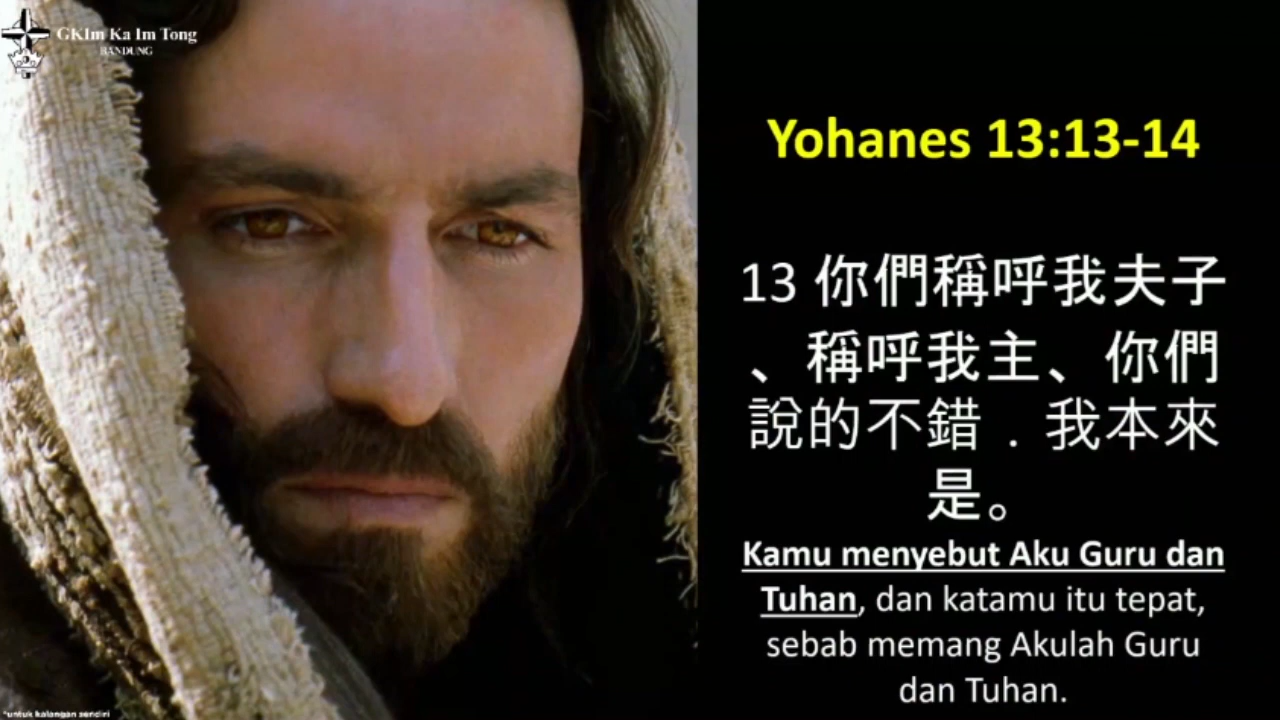 GKIm Ka Im Tong
BANDUNG
Yohanes 13:13-14
13 你們稱呼我夫子
、稱呼我主、你們
說的不錯．我本來
是。
Kamu menyebut Aku Guru dan
Tuhan, dan katamu itu tepat,
sebab memang Akulah Guru
dan Tuhan.
*untuk kalangan sendiri